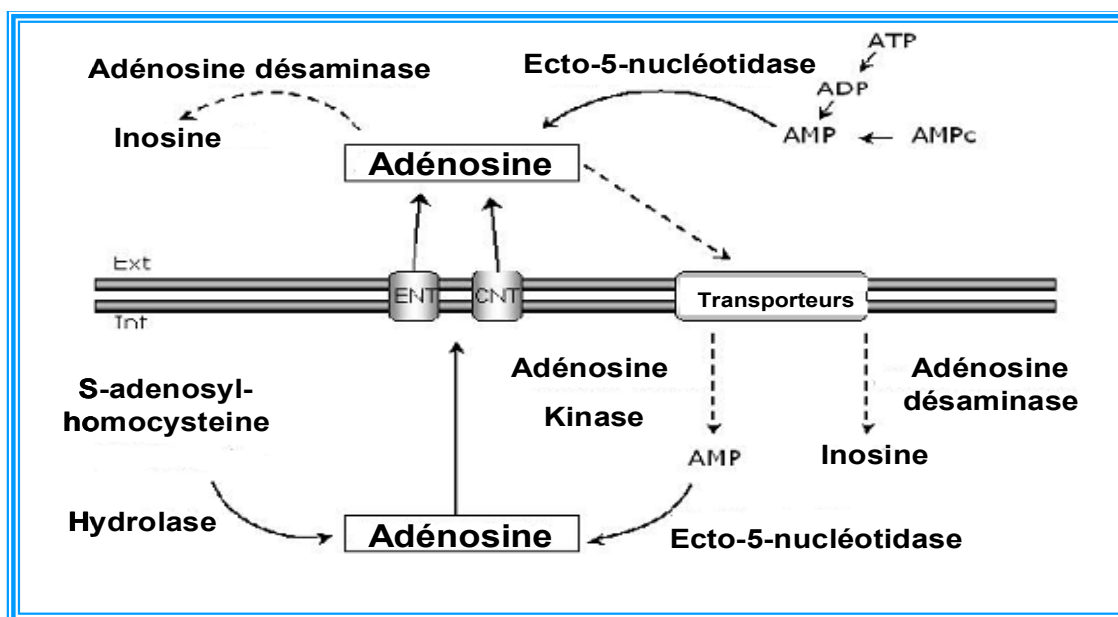 ATP
Adénosine désaminase
Ecto-5-nucléotidase
ADP
Inosine
AMP
AMPc
Adénosine
Ext
ENT
CNT
Transporteurs
Int
Adénosine
Kinase
Adénosine
désaminase
S-adenosyl-
homocysteine
AMP
Inosine
Hydrolase
Adénosine
Ecto-5-nucléotidase